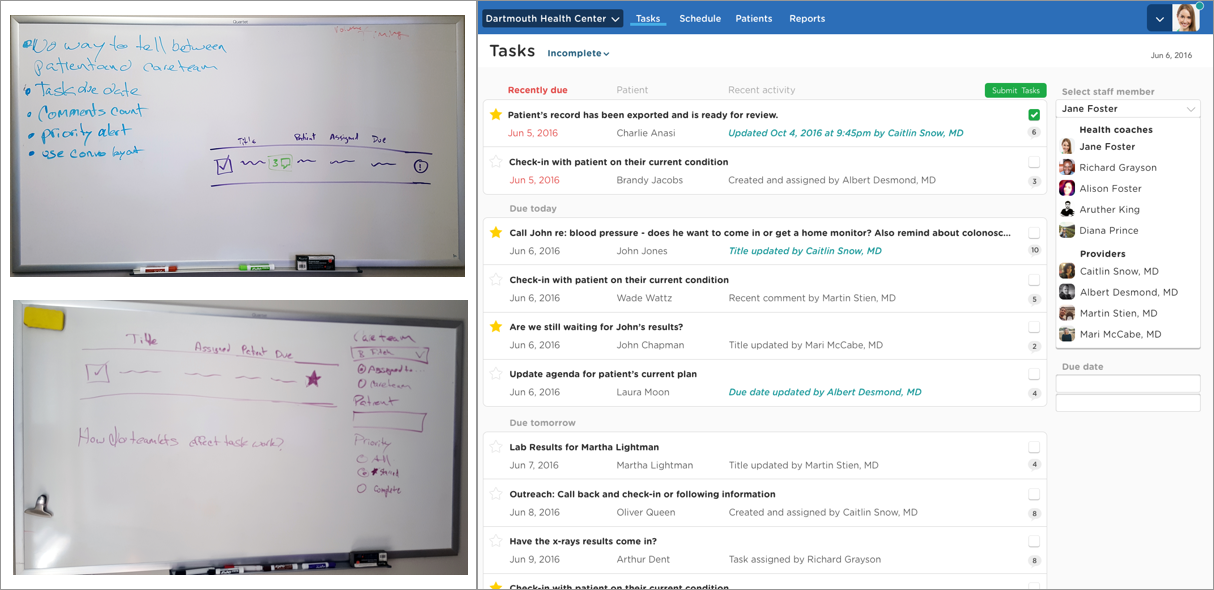 No way to tell between
patient and care team
Task due date
Comments count
priority alert
use convo layout
Title Patient Assigned Due
3
Title Assigned Patient Due
How do teamlets effect task work?
Care team
Filter
Assigned to...
Careteam
Patient
Priority
All
Complete
Dartmouth Health Center Tasks Schedule Patients Reports
Tasks Incomplete
Jun 6, 2016
Recently due Patient Recent activity Submit Tasks
Patient's record has been exported and is ready for review.
Jun 5, 2016 Charlie Anasi Updated Oct 4, 2016 at 9:45pm by Caitlin Snow, MD 6
Check-in with patient on their current condition
Jun 5, 2016 Brandy Jacobs Created and assigned by Albert Desmond, MD 3
Due today
Call John re: blood pressure - does he want to come in or get a home monitor? Also remind about colonosc...
Jun 6, 2016 John Jones Title updated by Caitlin Snow, MD 10
Check-in with patient on their current condition
Jun 6, 2016 Wade Wattz Recent comment by Martin Stien, MD 5
Are we still waiting for John's results?
Jun 6, 2016 John Chapman Title updated by Mari McCabe, MD 2
Update agenda for patient's current plan
Jun 6, 2016 Laura Moon Due date updated by Albert Desmond, MD 4
Due tomorrow
Lab Results for Martha Lightman
Jun 7, 2016 Martha Lightman Title updated by Martin Stien, MD 4
Outreach: Call back and check-in or following information
Jun 8, 2016 Oliver Queen Created and assigned by Caitlin Snow, MD 8
Have the x-rays results come in?
Jun 9, 2016 Arthur Dent Task assigned by Richard Grayson 8
Check-in with patient on their current condition
Select staff member
Jane Foster
Health coaches
Jane Foster
Richard Grayson
Alison Foster
Aruther King
Diana Prince
Providers
Caitlin Snow, MD
Albert Desmond, MD
Martin Stien, MD
Mari McCabe, MD
Due date